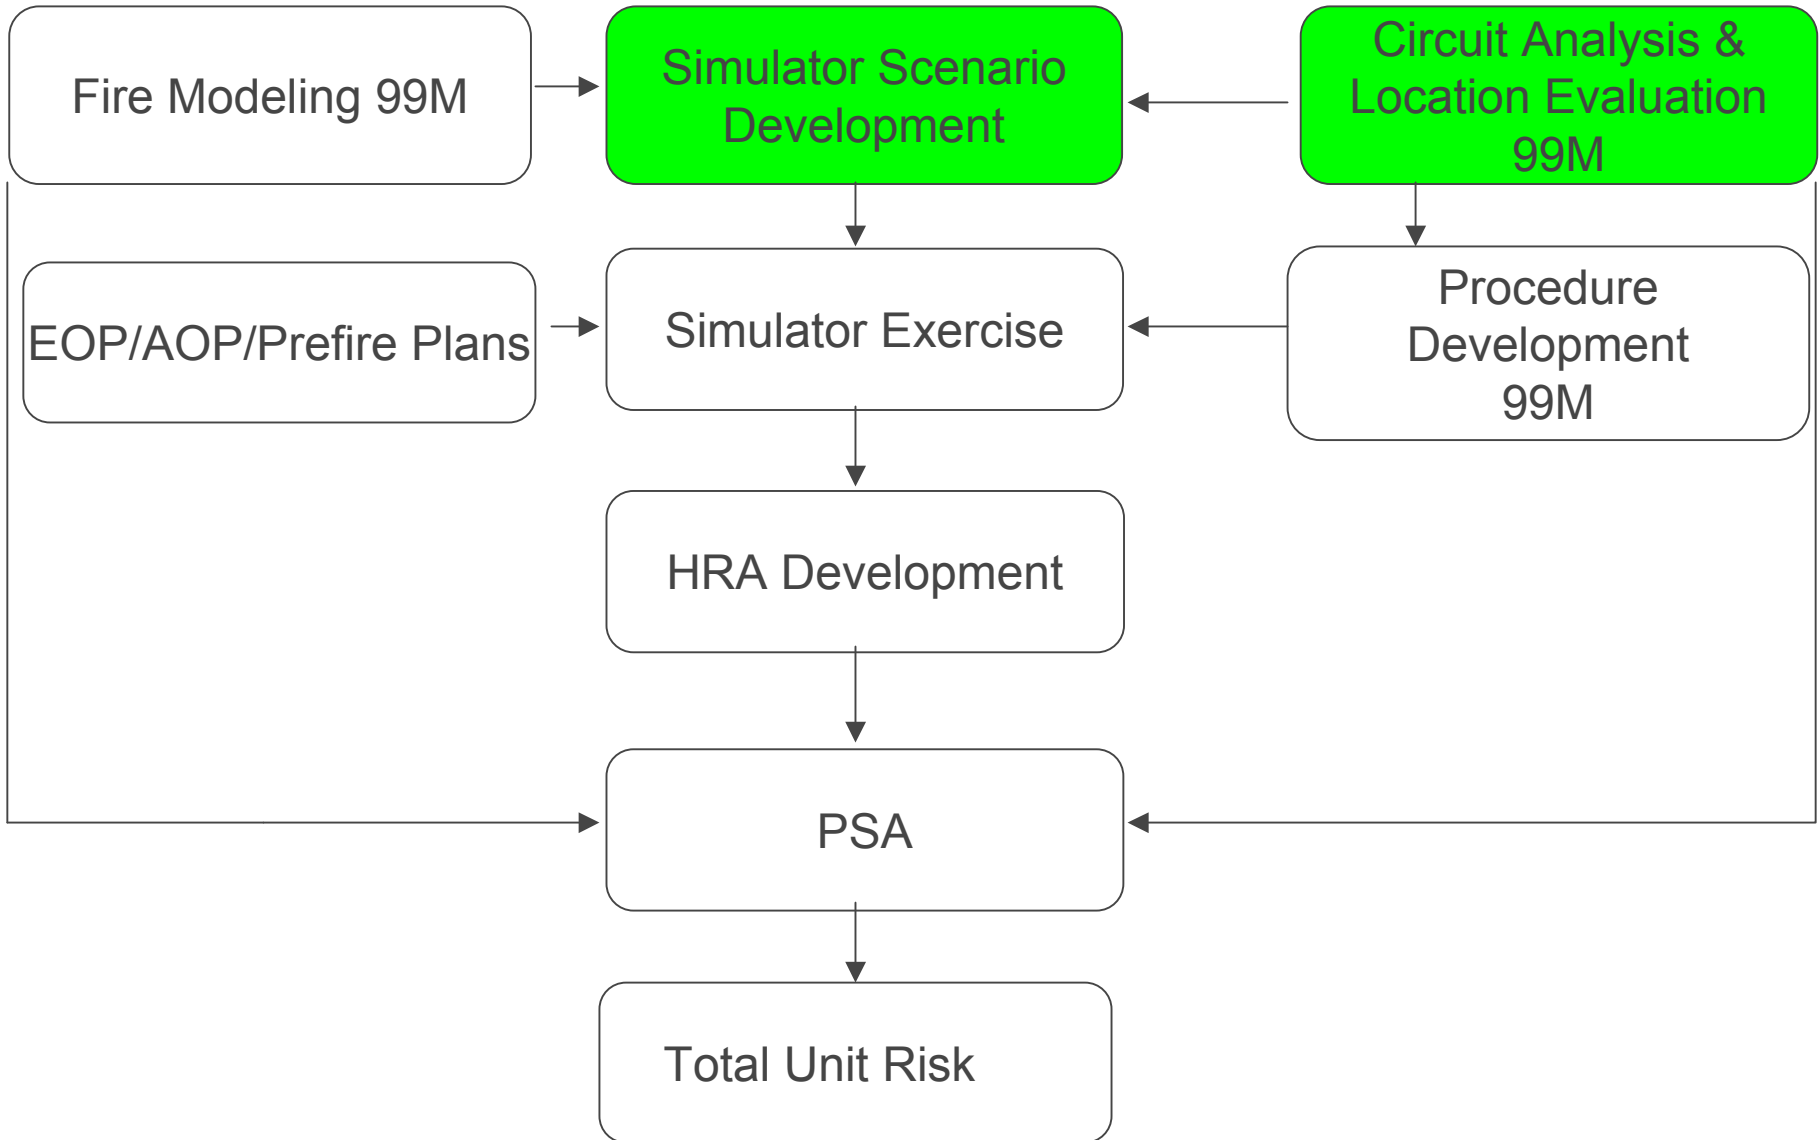 Fire Modeling 99M
Simulator Scenario
Development
Circuit Analysis &
Location Evaluation
99M
EOP/AOP/Prefire Plans
Simulator Exercise
Procedure
Development
99M
HRA Development
PSA
Total Unit Risk